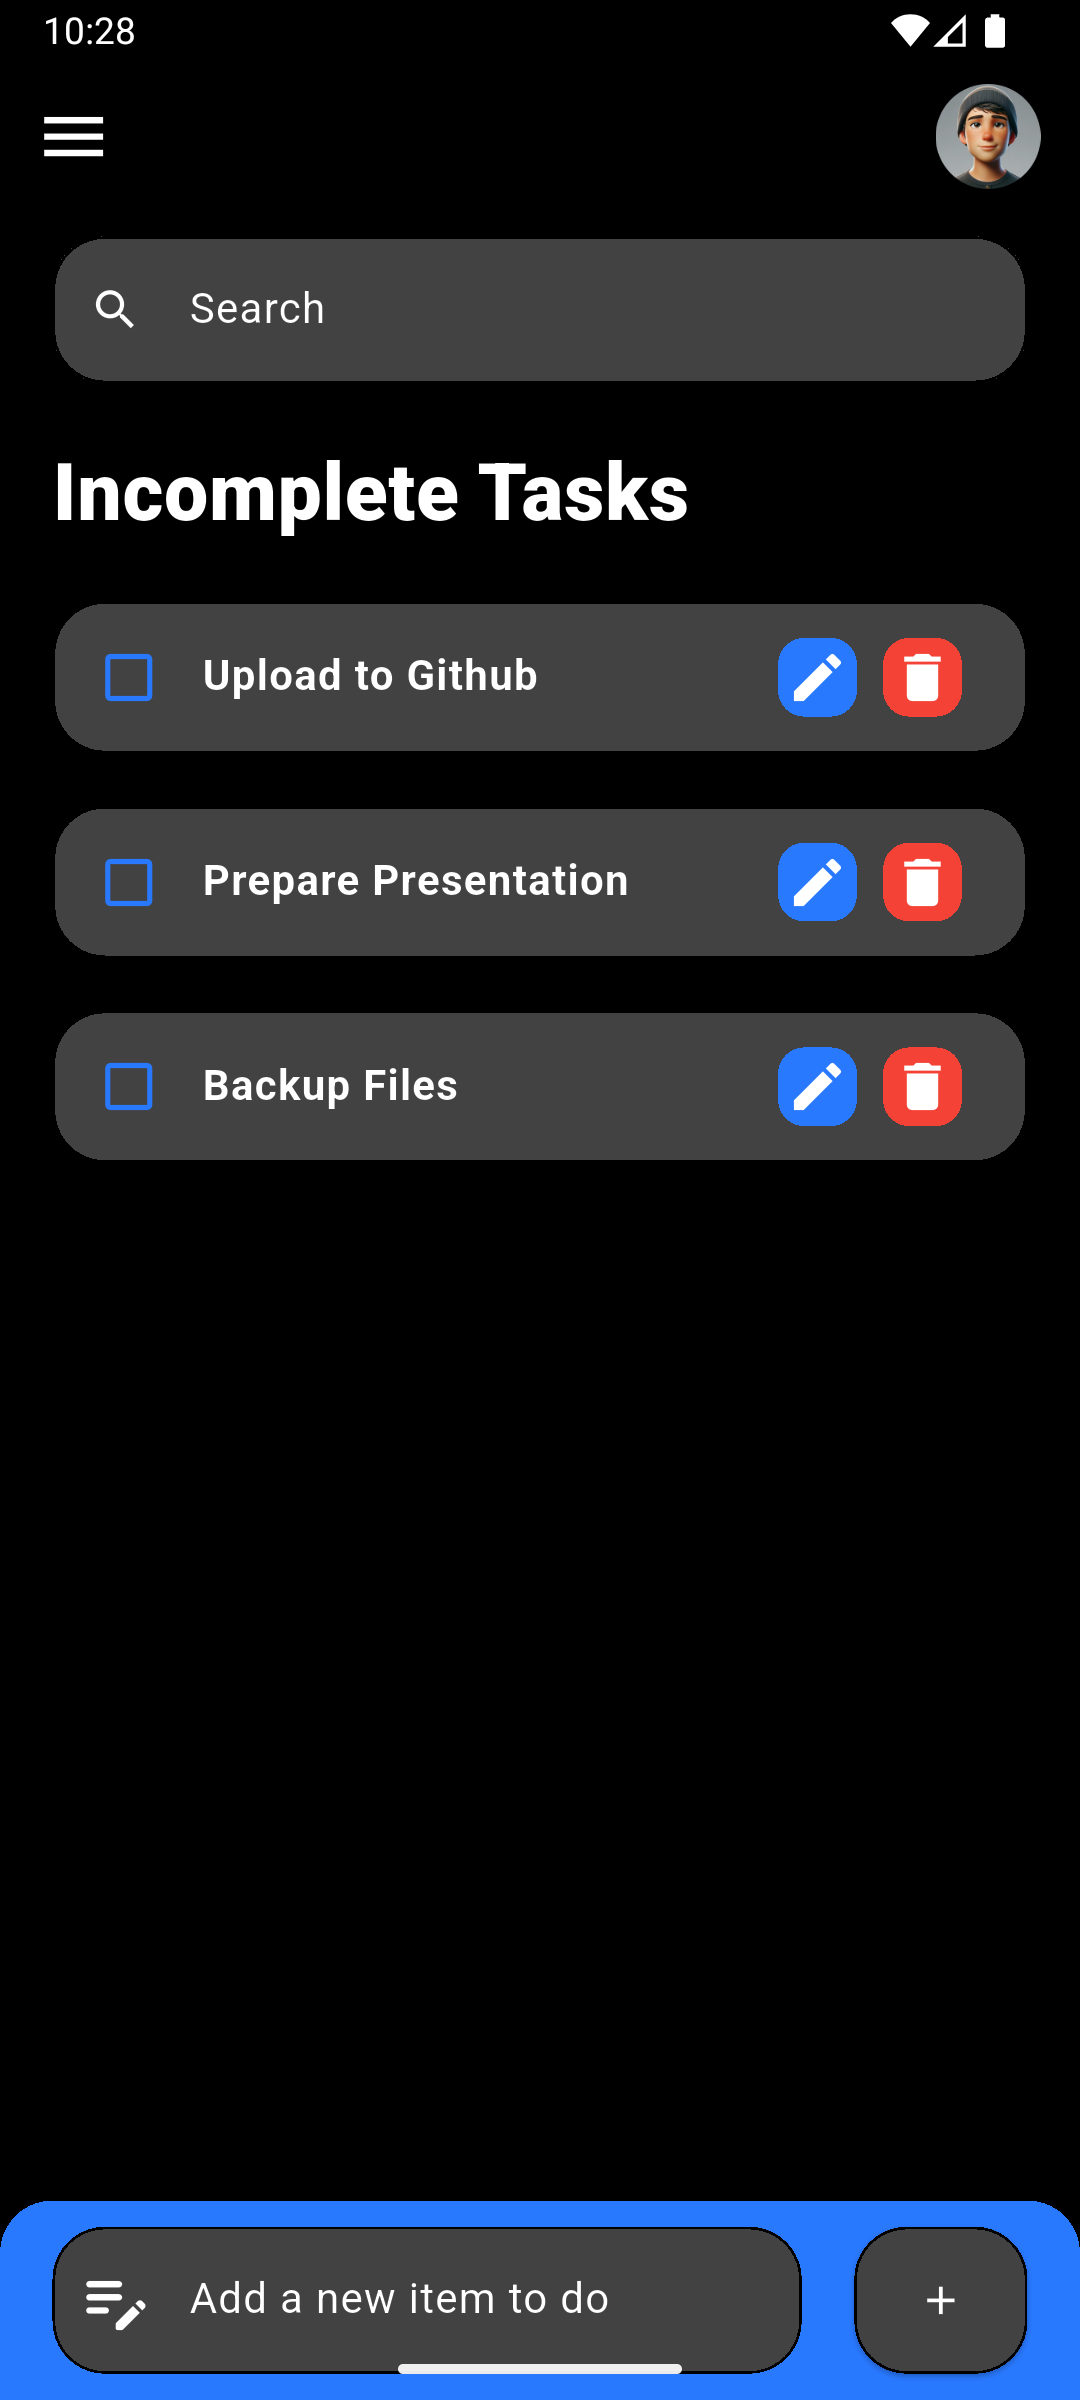 10:28
Search
Incomplete Tasks
Upload to Github
Prepare Presentation
Backup Files
Add a new item to do
+